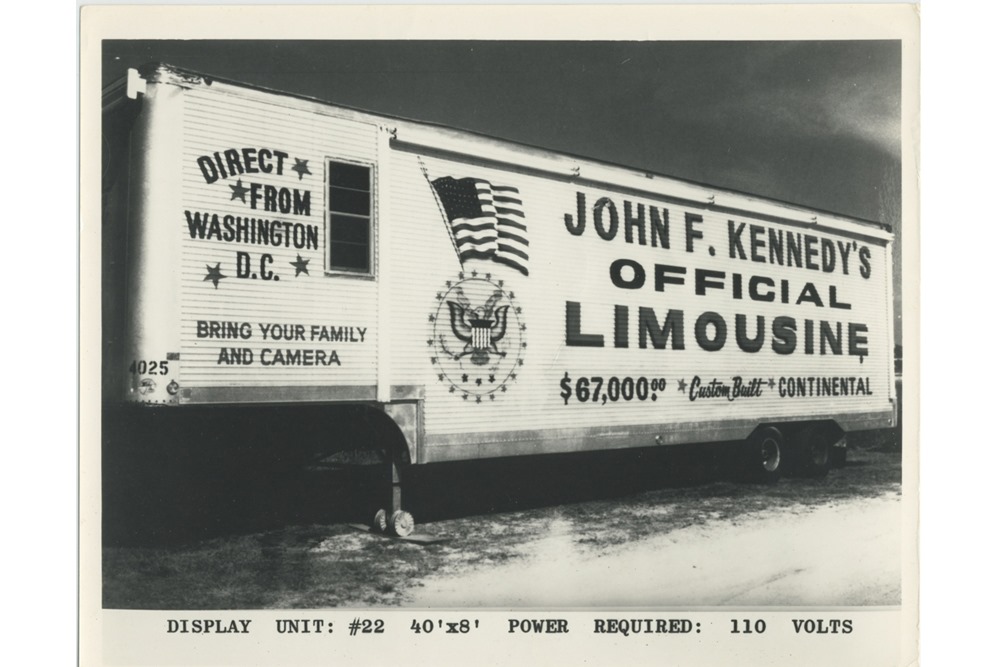 DIRECT
FROM
WASHINGTON
D.C.
BRING YOUR FAMILY
AND CAMERA
4025
JOHN F. KENNEDY'S
OFFICIAL
LIMOUSINE
$67,000.00 Custom Built CONTINENTAL
DISPLAY UNIT: #22 40'x8' POWER REQUIRED: 110 VOLTS